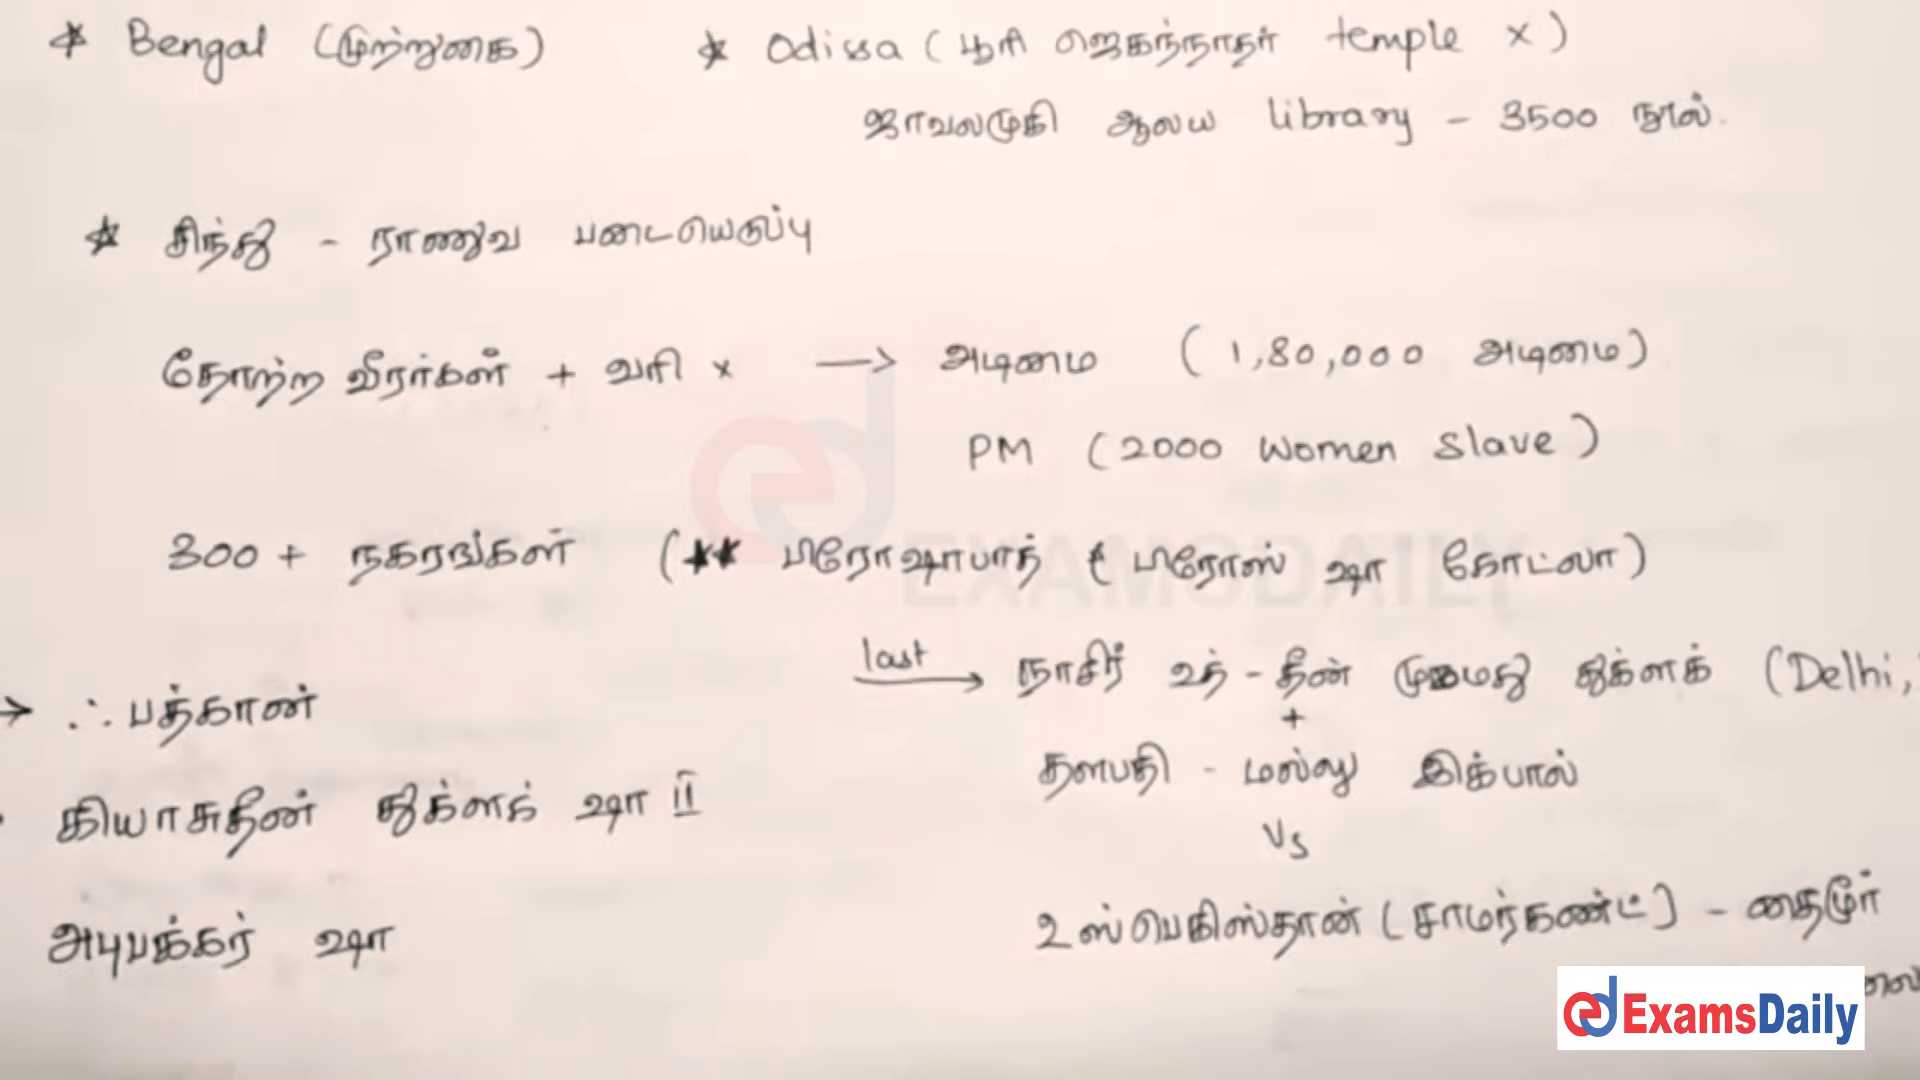 * Bengal (முற்றுகை)
* Odissa (பூரி ஜெகந்நாதர் temple x)
ஜாவலமுகி ஆலய library - 3500 நூல்.
* சிந்து - ராணுவ படையெடுப்பு
தோற்ற வீரர்கள் + வரி x → அடிமை (1,80,000 அடிமை)
PM (2000 women slave)
300 + நகரங்கள் (** பிரோஷாபாத் ( பிரோஸ் ஷா கோட்லா)
last → நாசிர் உத் - தீன் முகமது துக்ளக் (Delhi,
→ ∴ பத்கான்
+
தளபதி - மல்லு இக்பால்
கியாசுதீன் துக்ளக் ஷா II
Vs
அபுபக்கர் ஷா
உஸ்பெகிஸ்தான் (சாமர்கண்ட்) - தைமூர்
EXAMSDAILY
ExamsDaily